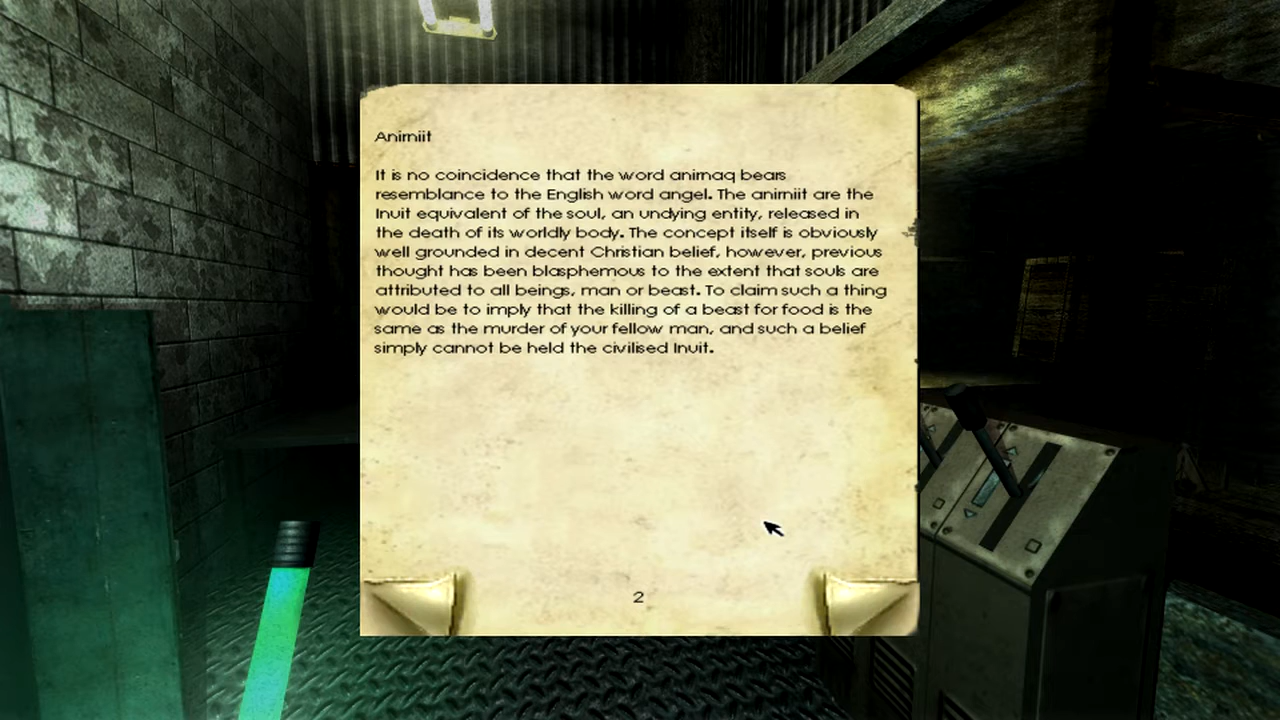 Anirniit
It is no coincidence that the word anirnaq bears
resemblance to the English word angel. The anirniit are the
Inuit equivalent of the soul, an undying entity, released in
the death of its worldly body. The concept itself is obviously
well grounded in decent Christian belief, however, previous
thought has been blasphemous to the extent that souls are
attributed to all beings, man or beast. To claim such a thing
would be to imply that the killing of a beast for food is the
same as the murder of your fellow man, and such a belief
simply cannot be held the civilised Inuit.
2